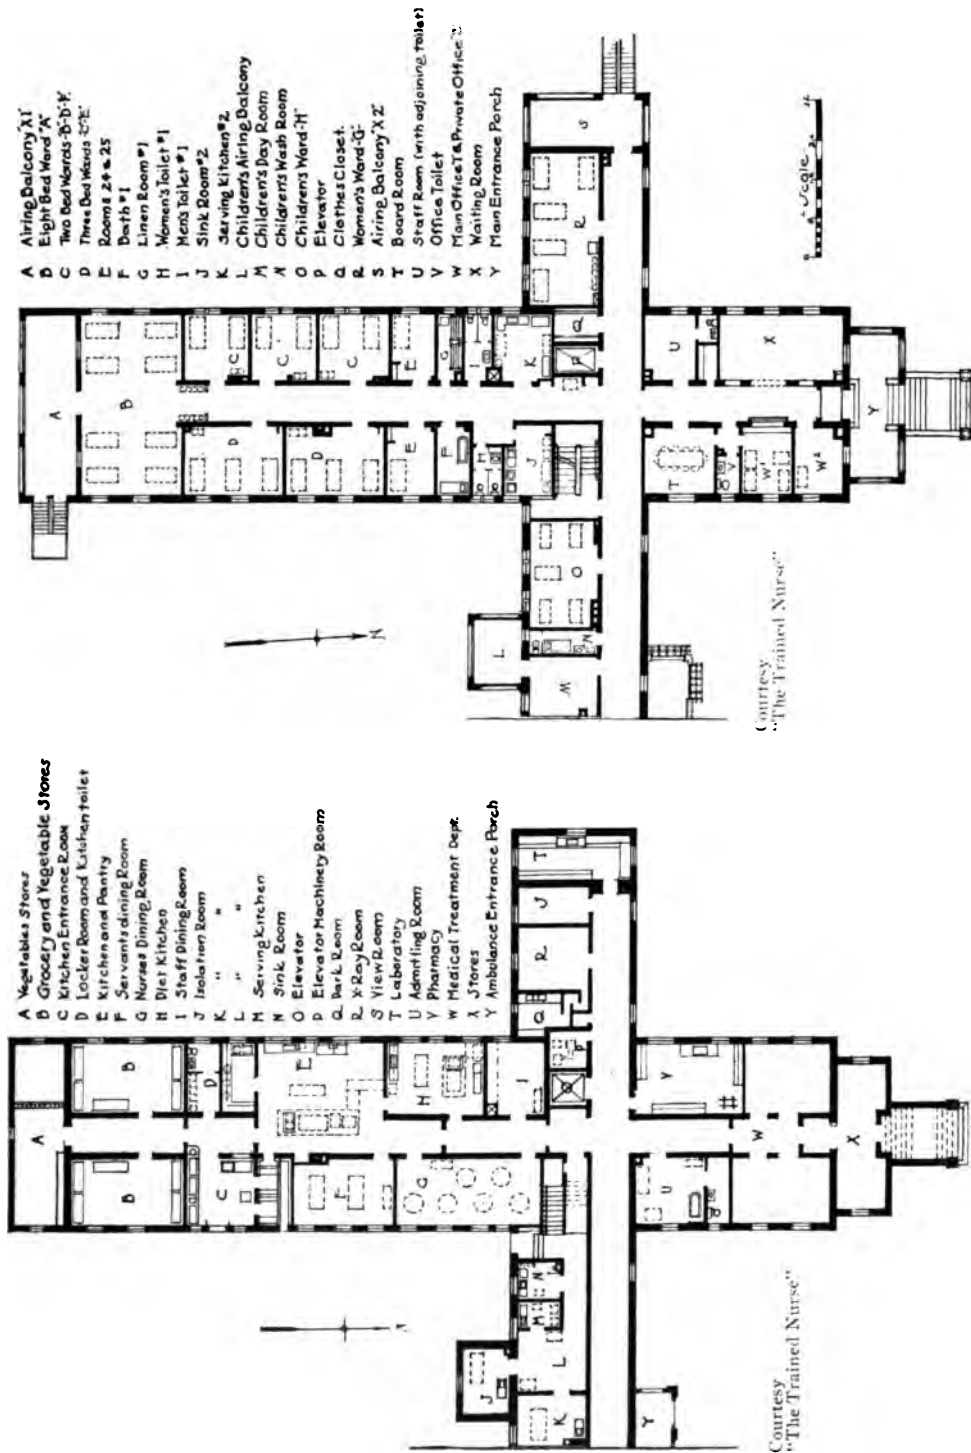 A Airing Balcony "X1"
B Eight Bed Ward "A"
C Two Bed Wards-"B-D-F"
D Three Bed Wards-"C-E"
E Rooms 24 & 25
F Bath #1
G Linen Room #1
H Women's Toilet #1
I Men's Toilet #1
J Sink Room #2
K Serving Kitchen #2
L Children's Airing Balcony
M Children's Day Room
N Children's Wash Room
O Children's Ward-"H"
P Elevator
Q Clothes Closet.
R Women's Ward-"G"
S Airing Balcony "X2"
T Board Room
U Staff Room (with adjoining toilet)
V Office Toilet
W Main Office "1" & Private Office "2"
X Waiting Room
Y Main Entrance Porch
Scale
A
B
C
C
C
D
D
E
E
F
G
H
I
J
K
L
M
N
O
P
Q
R
S
T
U
V
W1
W2
X
Y
N
Courtesy
"The Trained Nurse"
A Vegetables Stores
B Grocery and Vegetable Stores
C Kitchen Entrance Room
D Locker Room and Kitchen toilet
E Kitchen and Pantry
F Servants dining Room
G Nurses Dining Room
H Diet Kitchen
I Staff Dining Room
J Isolation Room
K " "
L " "
M Serving Kitchen
N Sink Room
O Elevator
P Elevator Machinery Room
Q Dark Room
R X-Ray Room
S View Room
T Laboratory
U Admitting Room
V Pharmacy
W Medical Treatment Dept.
X Stores
Y Ambulance Entrance Porch
A
B
B
C
D
E
F
G
H
I
J
J
K
L
M
N
O
P
Q
R
T
U
V
W
X
Y
Courtesy
"The Trained Nurse"